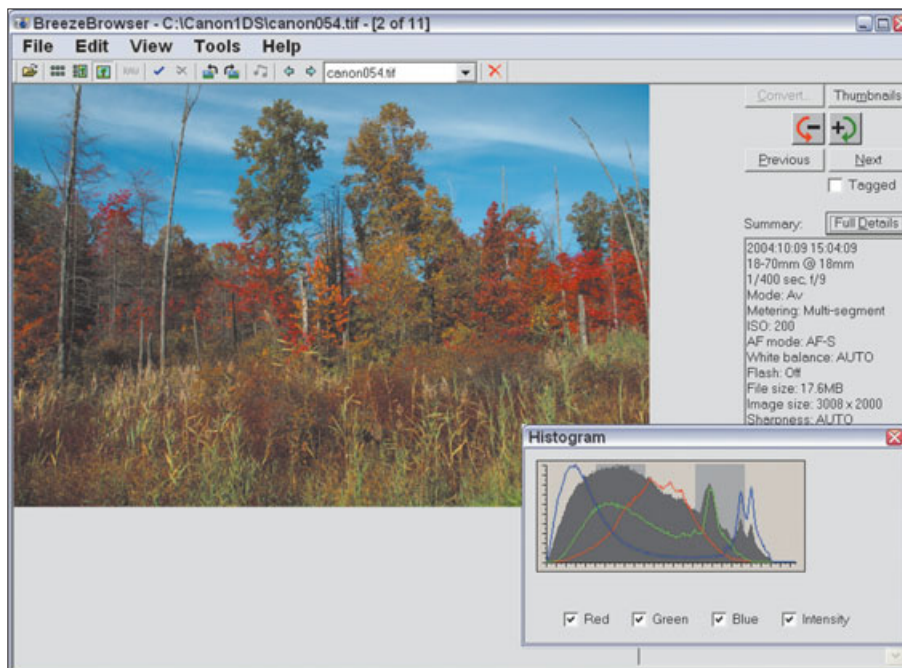 BreezeBrowser - C:\Canon1DS\canon054.tif - [2 of 11]
File Edit View Tools Help
RAW canon054.tif
Convert... Thumbnails
Previous Next
Tagged
Summary: Full Details
2004:10:09 15:04:09
18-70mm @ 18mm
1/400 sec, f/9
Mode: Av
Metering: Multi-segment
ISO: 200
AF mode: AF-S
White balance: AUTO
Flash: Off
File size: 17.6MB
Image size: 3008 x 2000
Sharpness: AUTO
Histogram
Red Green Blue Intensity